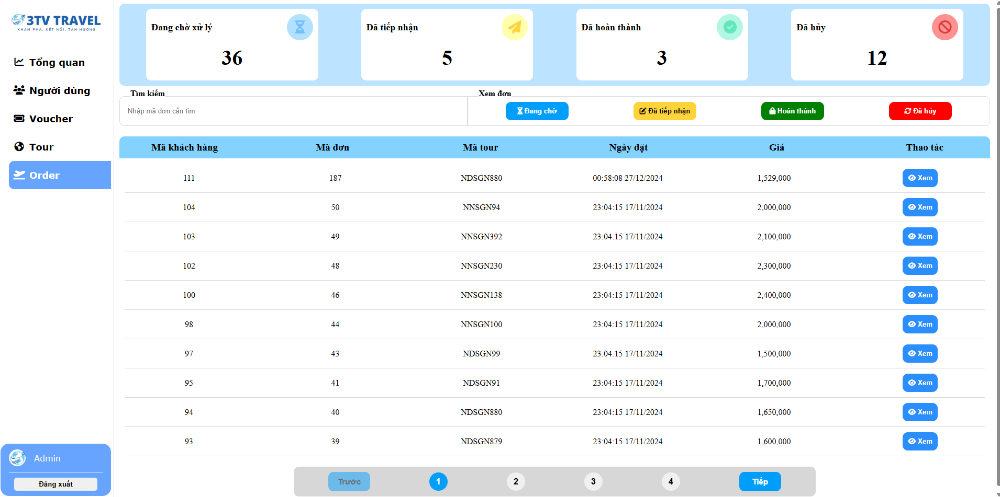 3TV TRAVEL
KHÁM PHÁ, KẾT NỐI, TẬN HƯỞNG
Tổng quan
Người dùng
Voucher
Tour
Order
Admin
Đăng xuất
Đang chờ xử lý
36
Đã tiếp nhận
5
Đã hoàn thành
3
Đã hủy
12
Tìm kiếm
Nhập mã đơn cần tìm
Xem đơn
Đang chờ
Đã tiếp nhận
Hoàn thành
Đã hủy
Mã khách hàng Mã đơn Mã tour Ngày đặt Giá Thao tác
111 187 NDSGN880 00:58:08 27/12/2024 1,529,000 Xem
104 50 NNSGN94 23:04:15 17/11/2024 2,000,000 Xem
103 49 NNSGN392 23:04:15 17/11/2024 2,100,000 Xem
102 48 NNSGN230 23:04:15 17/11/2024 2,300,000 Xem
100 46 NNSGN138 23:04:15 17/11/2024 2,400,000 Xem
98 44 NNSGN100 23:04:15 17/11/2024 2,000,000 Xem
97 43 NDSGN99 23:04:15 17/11/2024 1,500,000 Xem
95 41 NDSGN91 23:04:15 17/11/2024 1,700,000 Xem
94 40 NDSGN880 23:04:15 17/11/2024 1,650,000 Xem
93 39 NDSGN879 23:04:15 17/11/2024 1,600,000 Xem
Trước 1 2 3 4 Tiếp